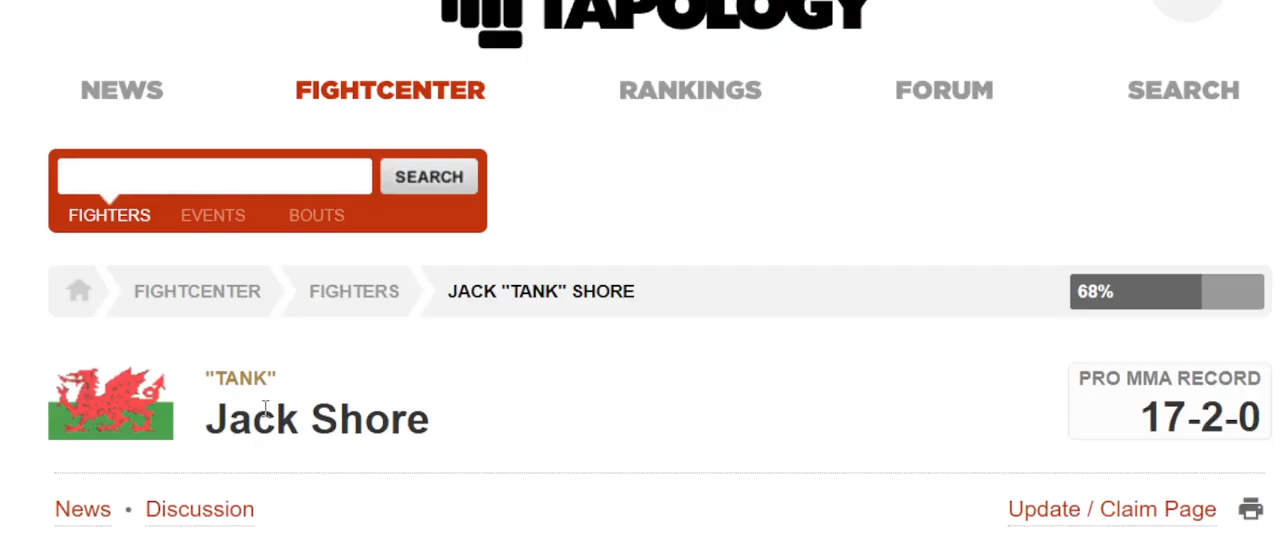 TAPOLOGY
NEWS FIGHTCENTER RANKINGS FORUM SEARCH
SEARCH
FIGHTERS EVENTS BOUTS
FIGHTCENTER FIGHTERS JACK "TANK" SHORE 68%
"TANK" PRO MMA RECORD
Jack Shore 17-2-0
News • Discussion Update / Claim Page